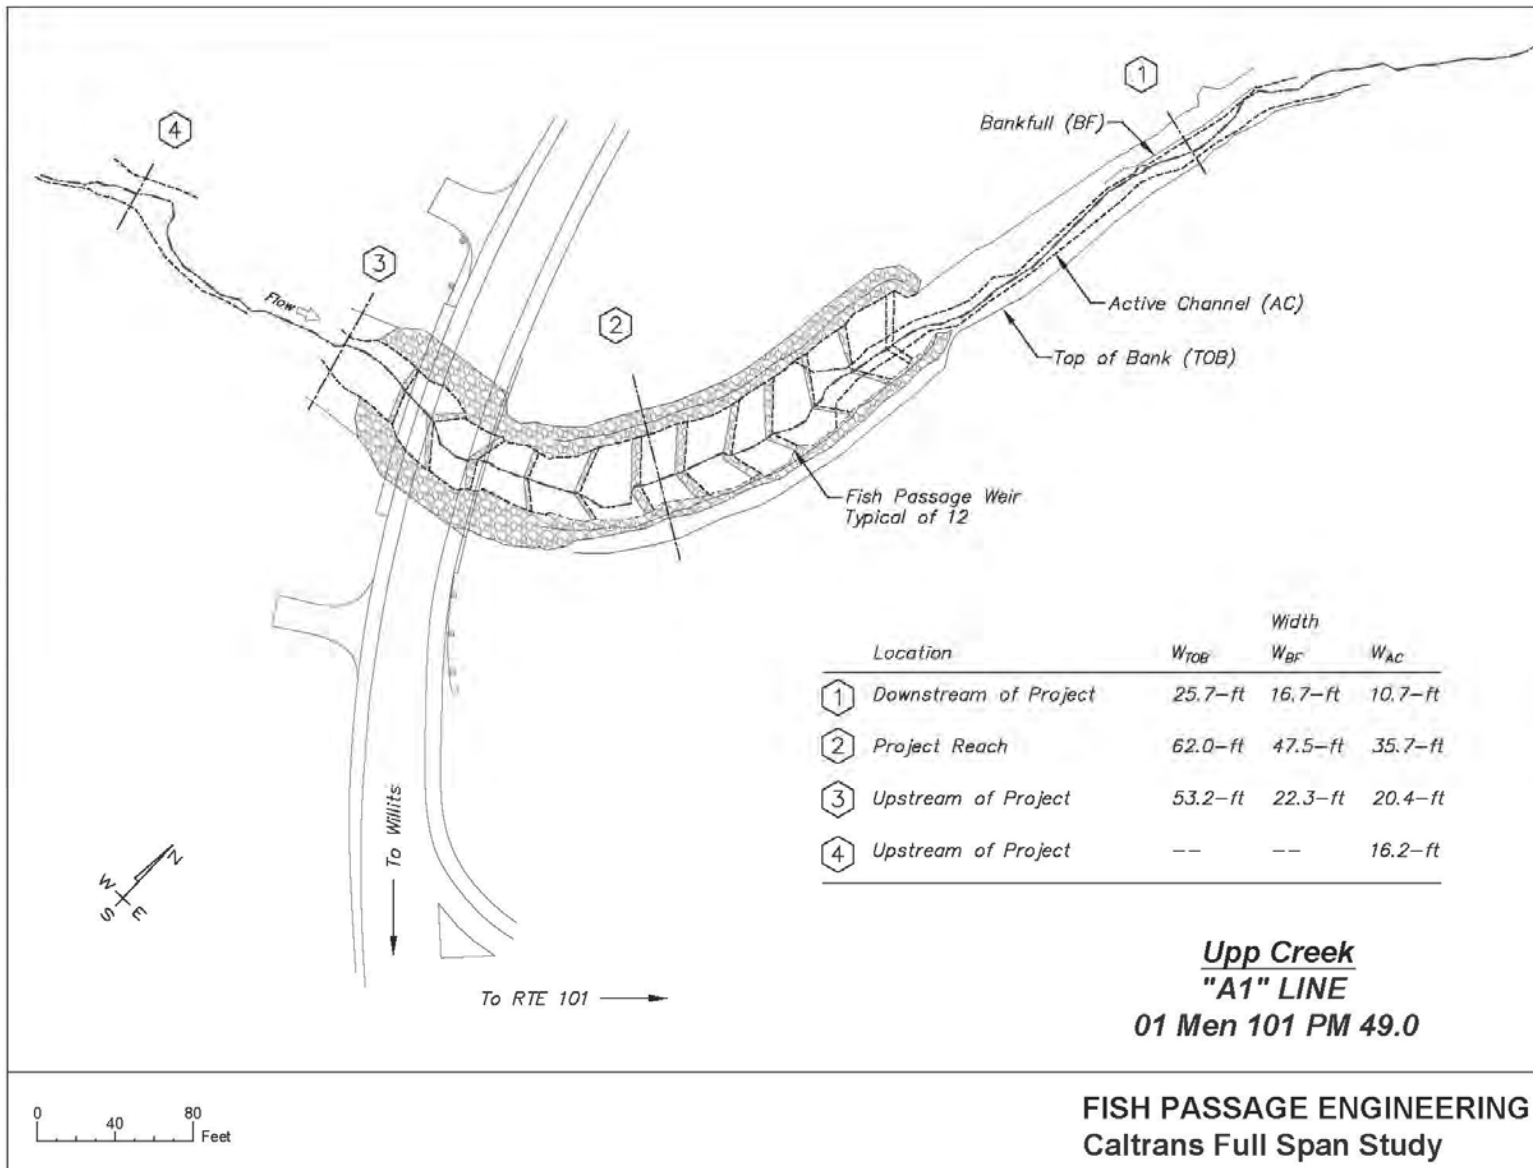 1
Bankfull (BF)
4
3
Flow
2
Active Channel (AC)
Top of Bank (TOB)
Fish Passage Weir
Typical of 12
Width
Location W_TOB W_BF W_AC
1 Downstream of Project 25.7-ft 16.7-ft 10.7-ft
2 Project Reach 62.0-ft 47.5-ft 35.7-ft
3 Upstream of Project 53.2-ft 22.3-ft 20.4-ft
4 Upstream of Project -- -- 16.2-ft
To Willits
N
W
S E
To RTE 101
Upp Creek
"A1" LINE
01 Men 101 PM 49.0
0 40 80
Feet
FISH PASSAGE ENGINEERING
Caltrans Full Span Study